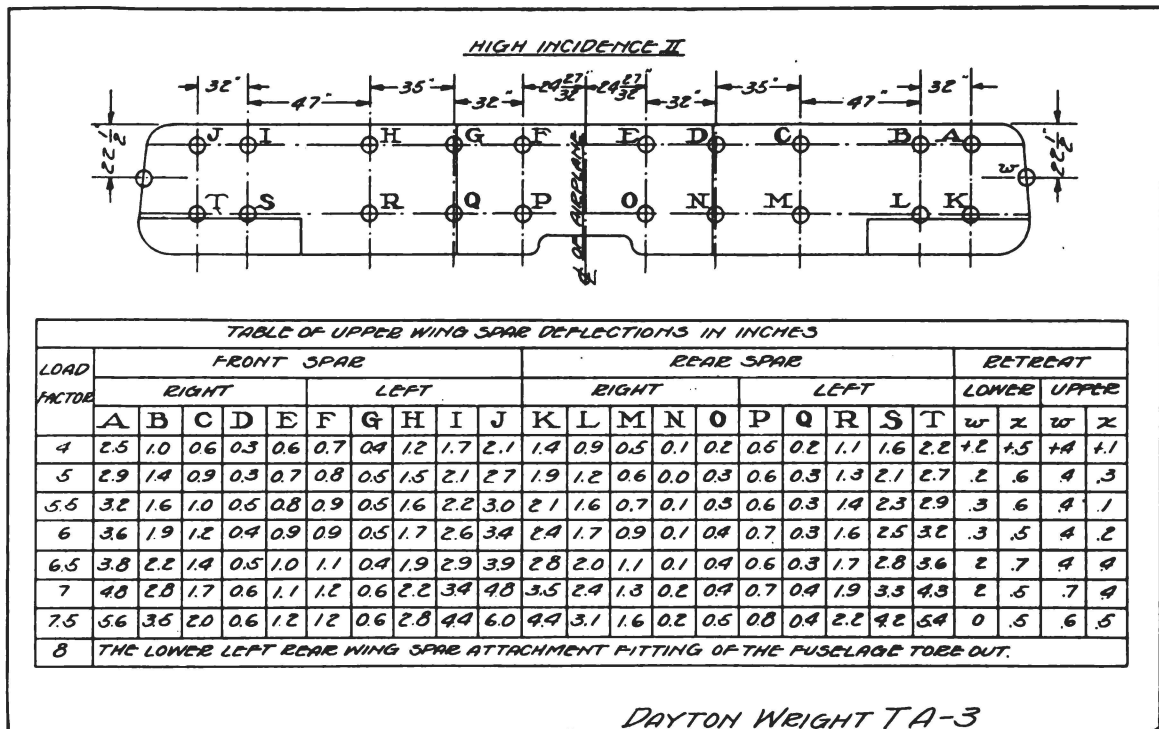 HIGH INCIDENCE II
32" 47" 35" 32" 24 27/32" 24 27/32" 32" 35" 47" 32"
22 1/2" J I H G F E D C B A 22 1/2"
w
T S R Q P O N M L K
℄ OF AIRPLANE
TABLE OF UPPER WING SPAR DEFLECTIONS IN INCHES
LOAD FACTOR FRONT SPAR REAR SPAR RETREAT
RIGHT LEFT RIGHT LEFT LOWER UPPER
A B C D E F G H I J K L M N O P Q R S T w x w x
4 2.5 1.0 0.6 0.3 0.6 0.7 0.4 1.2 1.7 2.1 1.4 0.9 0.5 0.1 0.2 0.5 0.2 1.1 1.6 2.2 +.2 +.5 +.4 +.1
5 2.9 1.4 0.9 0.3 0.7 0.8 0.5 1.5 2.1 2.7 1.9 1.2 0.6 0.0 0.3 0.6 0.3 1.3 2.1 2.7 .2 .6 .4 .3
5.5 3.2 1.6 1.0 0.5 0.8 0.9 0.5 1.6 2.2 3.0 2.1 1.6 0.7 0.1 0.3 0.6 0.3 1.4 2.3 2.9 .3 .6 .4 .1
6 3.6 1.9 1.2 0.4 0.9 0.9 0.5 1.7 2.6 3.4 2.4 1.7 0.9 0.1 0.4 0.7 0.3 1.6 2.5 3.2 .3 .5 .4 .2
6.5 3.8 2.2 1.4 0.5 1.0 1.1 0.4 1.9 2.9 3.9 2.8 2.0 1.1 0.1 0.4 0.6 0.3 1.7 2.8 3.6 .2 .7 .4 .4
7 4.8 2.8 1.7 0.6 1.1 1.2 0.6 2.2 3.4 4.8 3.5 2.4 1.3 0.2 0.4 0.7 0.4 1.9 3.3 4.3 .2 .5 .7 .4
7.5 5.6 3.5 2.0 0.6 1.2 1.2 0.6 2.8 4.4 6.0 4.4 3.1 1.6 0.2 0.5 0.8 0.4 2.2 4.2 5.4 0 .5 .6 .5
8 THE LOWER LEFT REAR WING SPAR ATTACHMENT FITTING OF THE FUSELAGE TORE OUT.
DAYTON WRIGHT TA-3